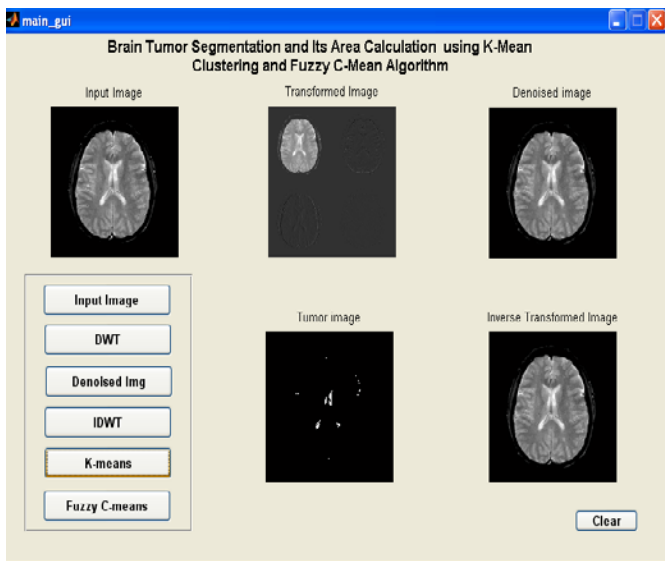 main_gui
Brain Tumor Segmentation and Its Area Calculation using K-Mean
Clustering and Fuzzy C-Mean Algorithm
Input Image
Transformed Image
Denoised image
Input Image
DWT
Denoised Img
IDWT
K-means
Fuzzy C-means
Tumor image
Inverse Transformed Image
Clear